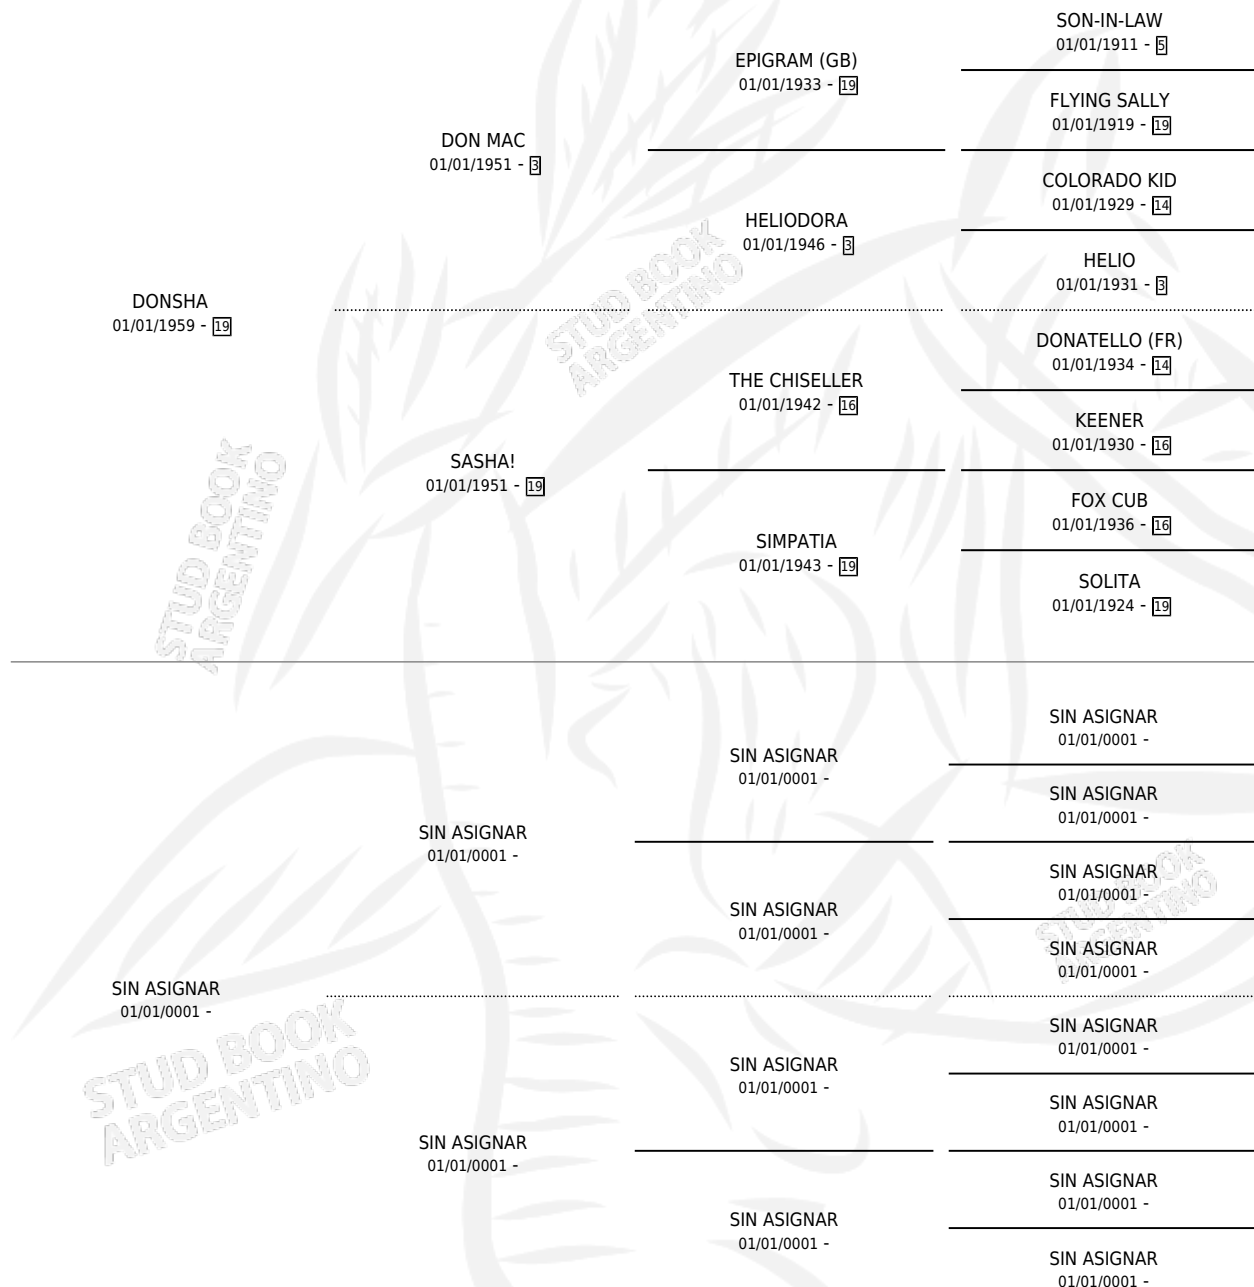 SON-IN-LAW
01/01/1911 - 5
EPIGRAM (GB)
01/01/1933 - 19
FLYING SALLY
01/01/1919 - 19
DON MAC
01/01/1951 - 3
COLORADO KID
01/01/1929 - 14
HELIODORA
01/01/1946 - 3
HELIO
01/01/1931 - 3
DONSHA
01/01/1959 - 19
DONATELLO (FR)
01/01/1934 - 14
THE CHISELLER
01/01/1942 - 16
KEENER
01/01/1930 - 16
SASHA!
01/01/1951 - 19
FOX CUB
01/01/1936 - 16
SIMPATIA
01/01/1943 - 19
SOLITA
01/01/1924 - 19
STUD BOOK
ARGENTINO
STUD BOOK
ARGENTINO
SIN ASIGNAR
01/01/0001 -
SIN ASIGNAR
01/01/0001 -
SIN ASIGNAR
01/01/0001 -
SIN ASIGNAR
01/01/0001 -
SIN ASIGNAR
01/01/0001 -
SIN ASIGNAR
01/01/0001 -
SIN ASIGNAR
01/01/0001 -
SIN ASIGNAR
01/01/0001 -
SIN ASIGNAR
01/01/0001 -
SIN ASIGNAR
01/01/0001 -
SIN ASIGNAR
01/01/0001 -
SIN ASIGNAR
01/01/0001 -
SIN ASIGNAR
01/01/0001 -
SIN ASIGNAR
01/01/0001 -
SIN ASIGNAR
01/01/0001 -
STUD BOOK
ARGENTINO
STUD BOOK
ARGENTINO